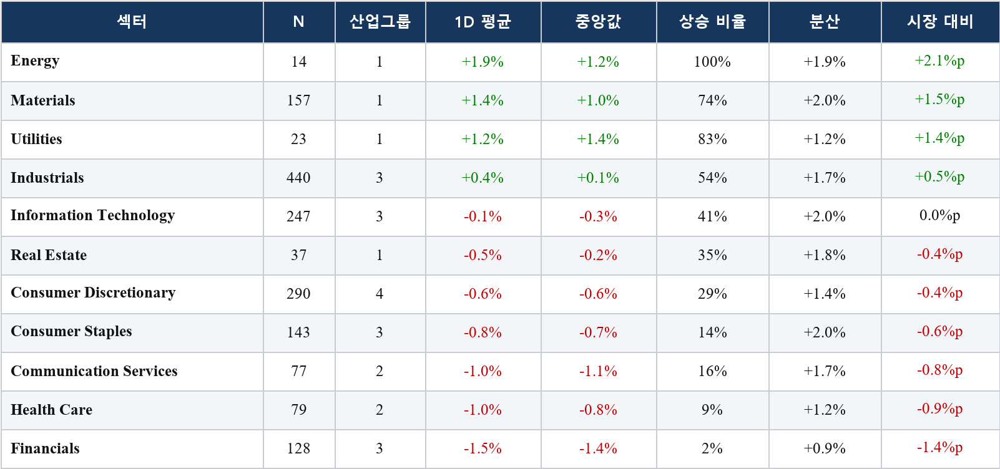 섹터 N 산업그룹 1D 평균 중앙값 상승 비율 분산 시장 대비
Energy 14 1 +1.9% +1.2% 100% +1.9% +2.1%p
Materials 157 1 +1.4% +1.0% 74% +2.0% +1.5%p
Utilities 23 1 +1.2% +1.4% 83% +1.2% +1.4%p
Industrials 440 3 +0.4% +0.1% 54% +1.7% +0.5%p
Information Technology 247 3 -0.1% -0.3% 41% +2.0% 0.0%p
Real Estate 37 1 -0.5% -0.2% 35% +1.8% -0.4%p
Consumer Discretionary 290 4 -0.6% -0.6% 29% +1.4% -0.4%p
Consumer Staples 143 3 -0.8% -0.7% 14% +2.0% -0.6%p
Communication Services 77 2 -1.0% -1.1% 16% +1.7% -0.8%p
Health Care 79 2 -1.0% -0.8% 9% +1.2% -0.9%p
Financials 128 3 -1.5% -1.4% 2% +0.9% -1.4%p